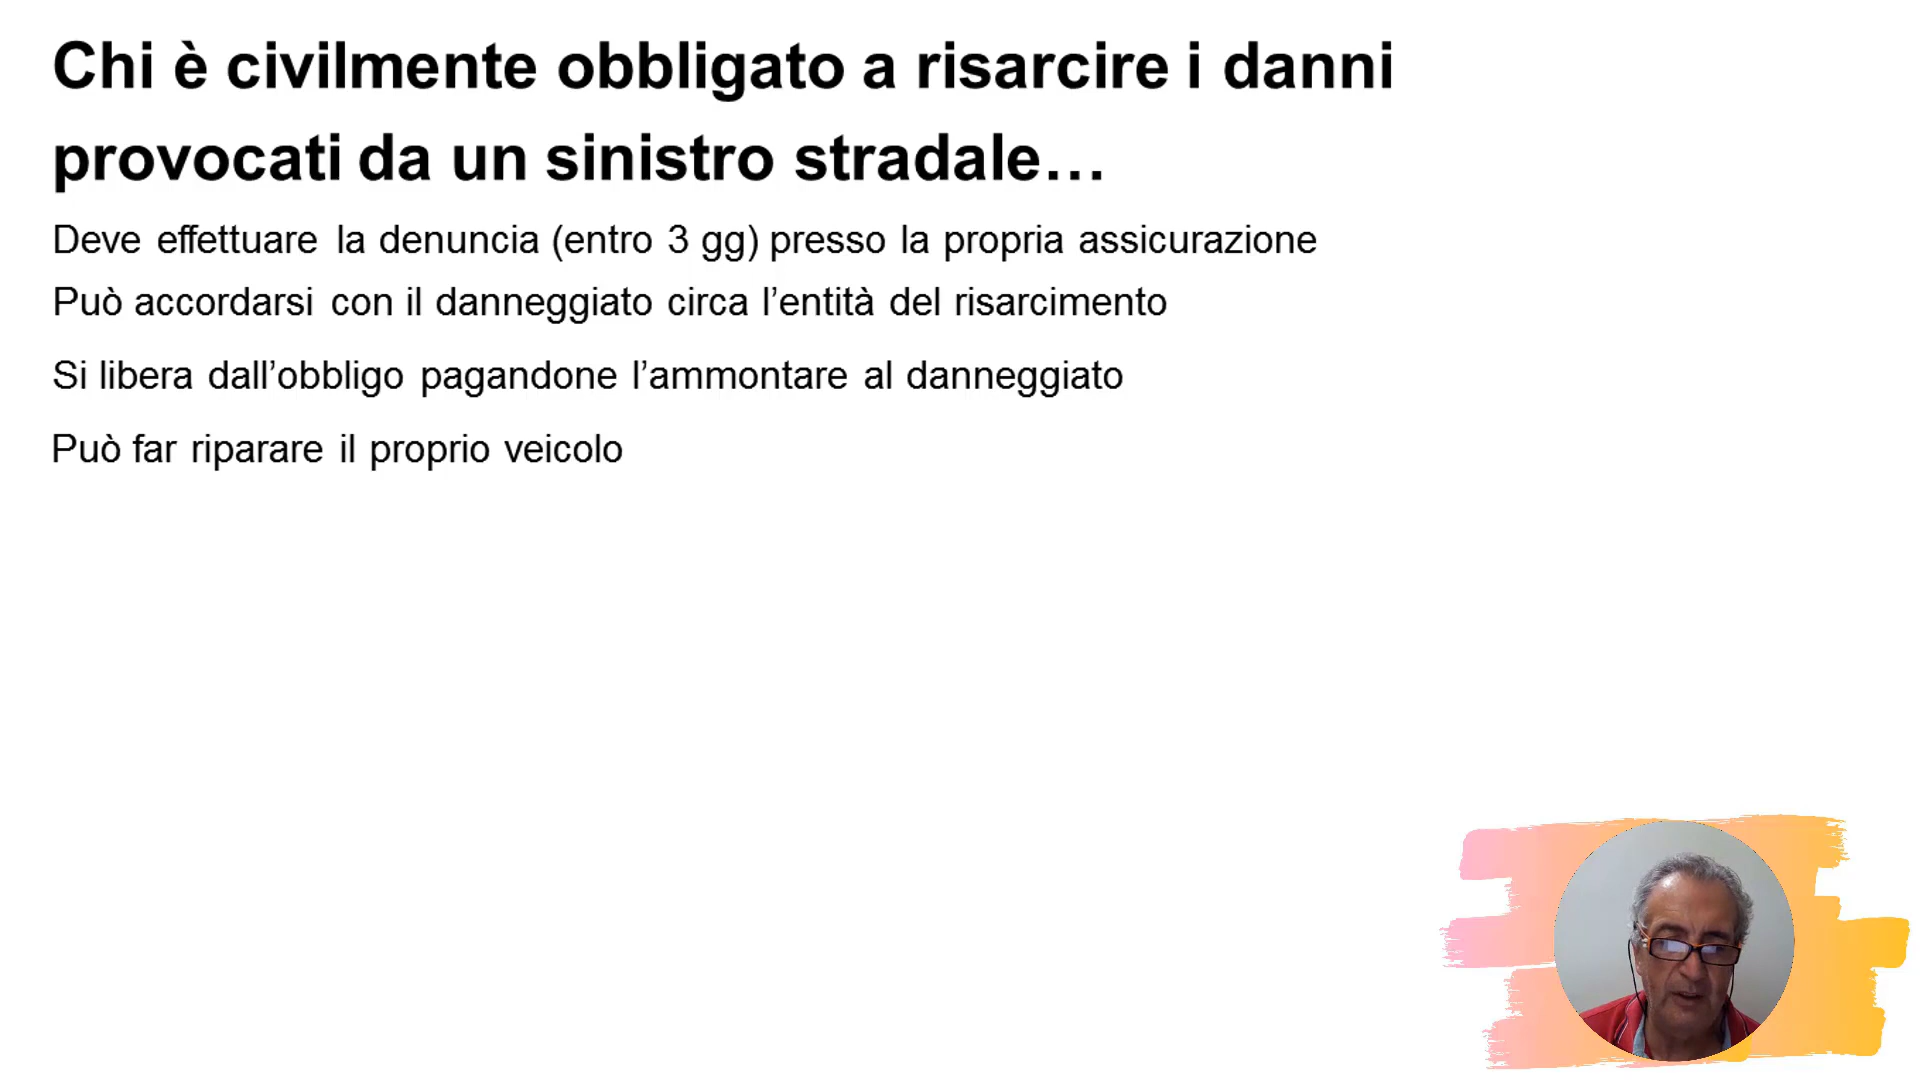 Chi è civilmente obbligato a risarcire i danni
provocati da un sinistro stradale…
Deve effettuare la denuncia (entro 3 gg) presso la propria assicurazione
Può accordarsi con il danneggiato circa l’entità del risarcimento
Si libera dall’obbligo pagandone l’ammontare al danneggiato
Può far riparare il proprio veicolo